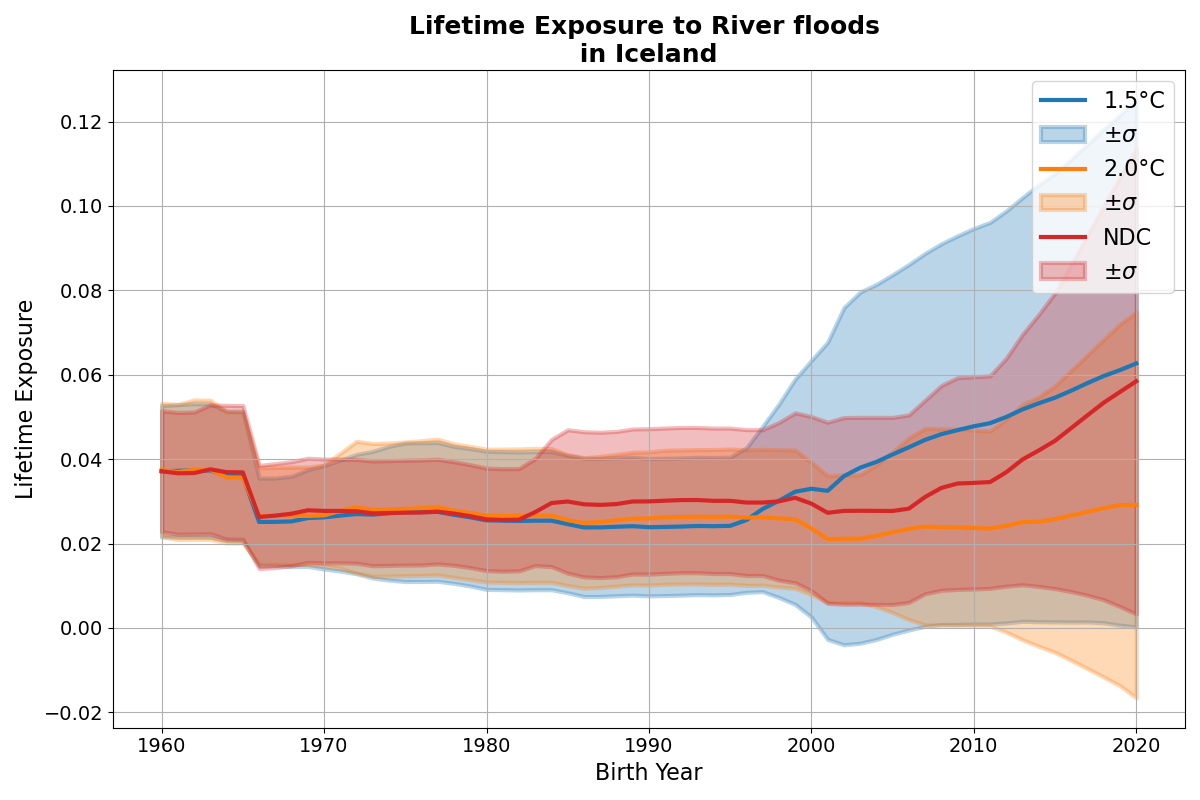 Lifetime Exposure to River floods
in Iceland
Lifetime Exposure
0.12
0.10
0.08
0.06
0.04
0.02
0.00
−0.02
1.5°C
±σ
2.0°C
±σ
NDC
±σ
1960
1970
1980
1990
2000
2010
2020
Birth Year